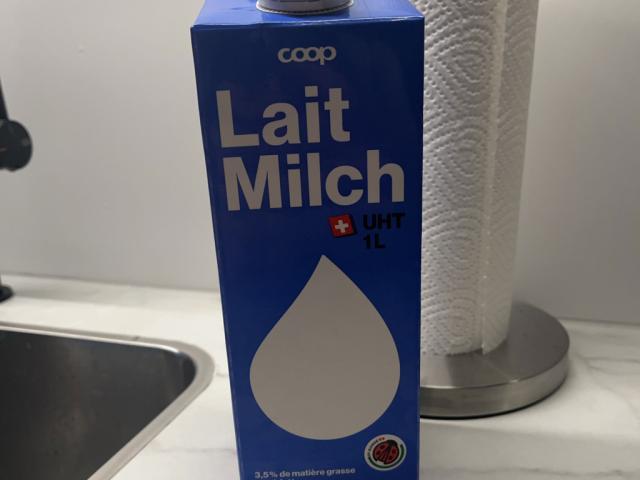 coop
Lait
Milch
UHT
1L
3,5% de matière grasse